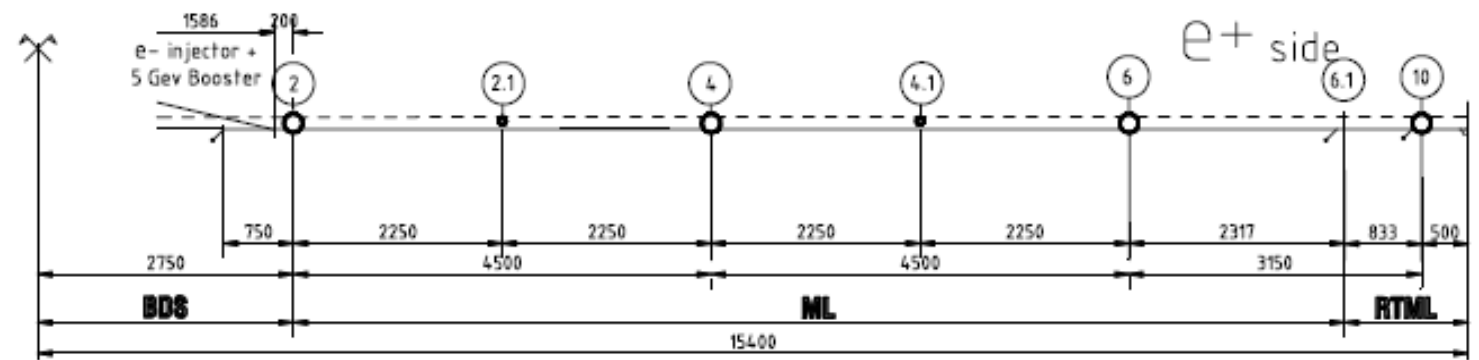 1586 200
e- injector +
5 Gev Booster
e+ side
2 2.1 4 4.1 6 6.1 10
750 2250 2250 2250 2250 2317 833 500
2750 4500 4500 3150
BDS ML RTML
15400